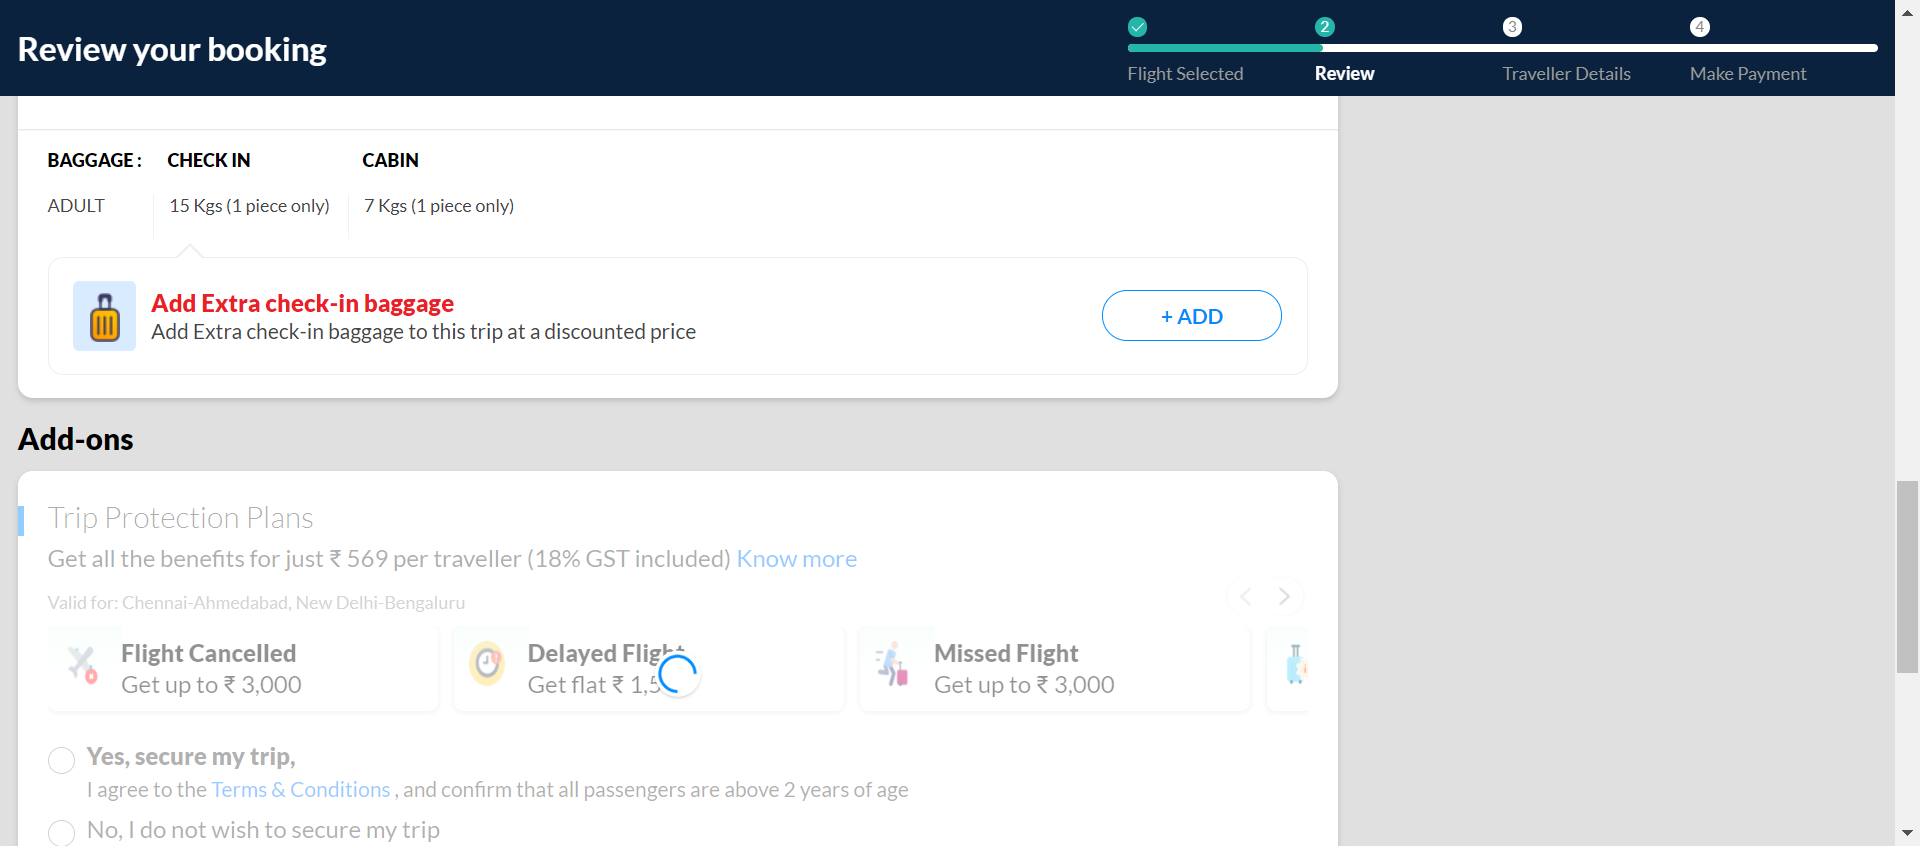 Review your booking
2
3
4
Flight Selected
Review
Traveller Details
Make Payment
BAGGAGE : CHECK IN CABIN
ADULT 15 Kgs (1 piece only) 7 Kgs (1 piece only)
Add Extra check-in baggage
Add Extra check-in baggage to this trip at a discounted price
+ ADD
Add-ons
Trip Protection Plans
Get all the benefits for just ₹ 569 per traveller (18% GST included) Know more
Valid for: Chennai-Ahmedabad, New Delhi-Bengaluru
Flight Cancelled
Get up to ₹ 3,000
Delayed Flight
Get flat ₹ 1,5
Missed Flight
Get up to ₹ 3,000
Yes, secure my trip,
I agree to the Terms & Conditions , and confirm that all passengers are above 2 years of age
No, I do not wish to secure my trip